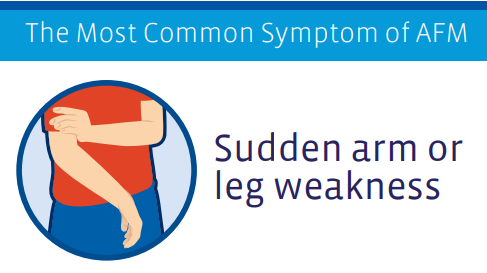 The Most Common Symptom of AFM
Sudden arm or
leg weakness